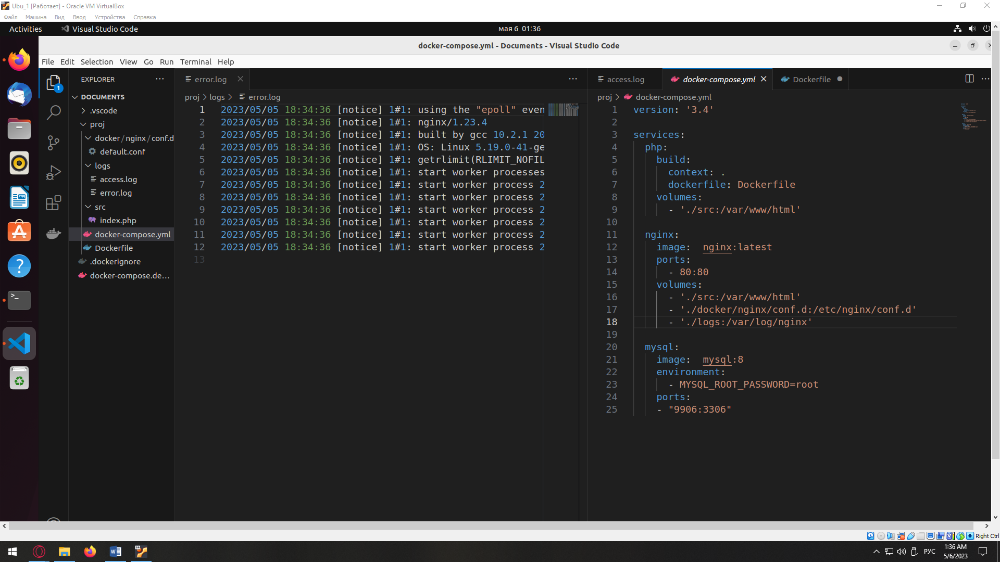 Ubu_1 [Работает] - Oracle VM VirtualBox
Файл Машина Вид Ввод Устройства Справка
Activities Visual Studio Code мая 6 01:36
docker-compose.yml - Documents - Visual Studio Code
File Edit Selection View Go Run Terminal Help
1
EXPLORER
DOCUMENTS
.vscode
proj
docker/nginx/conf.d
default.conf
logs
access.log
error.log
src
index.php
docker-compose.yml
Dockerfile
.dockerignore
docker-compose.de...
error.log
proj > logs > error.log
1 2023/05/05 18:34:36 [notice] 1#1: using the "epoll" even
2 2023/05/05 18:34:36 [notice] 1#1: nginx/1.23.4
3 2023/05/05 18:34:36 [notice] 1#1: built by gcc 10.2.1 20
4 2023/05/05 18:34:36 [notice] 1#1: OS: Linux 5.19.0-41-ge
5 2023/05/05 18:34:36 [notice] 1#1: getrlimit(RLIMIT_NOFIL
6 2023/05/05 18:34:36 [notice] 1#1: start worker processes
7 2023/05/05 18:34:36 [notice] 1#1: start worker process 2
8 2023/05/05 18:34:36 [notice] 1#1: start worker process 2
9 2023/05/05 18:34:36 [notice] 1#1: start worker process 2
10 2023/05/05 18:34:36 [notice] 1#1: start worker process 2
11 2023/05/05 18:34:36 [notice] 1#1: start worker process 2
12 2023/05/05 18:34:36 [notice] 1#1: start worker process 2
13
access.log docker-compose.yml Dockerfile
proj > docker-compose.yml
1 version: '3.4'
2
3 services:
4 php:
5 build:
6 context: .
7 dockerfile: Dockerfile
8 volumes:
9 - './src:/var/www/html'
10
11 nginx:
12 image: nginx:latest
13 ports:
14 - 80:80
15 volumes:
16 - './src:/var/www/html'
17 - './docker/nginx/conf.d:/etc/nginx/conf.d'
18 - './logs:/var/log/nginx'
19
20 mysql:
21 image: mysql:8
22 environment:
23 - MYSQL_ROOT_PASSWORD=root
24 ports:
25 - "9906:3306"
Right Ctrl
РУС
1:36 AM
5/6/2023